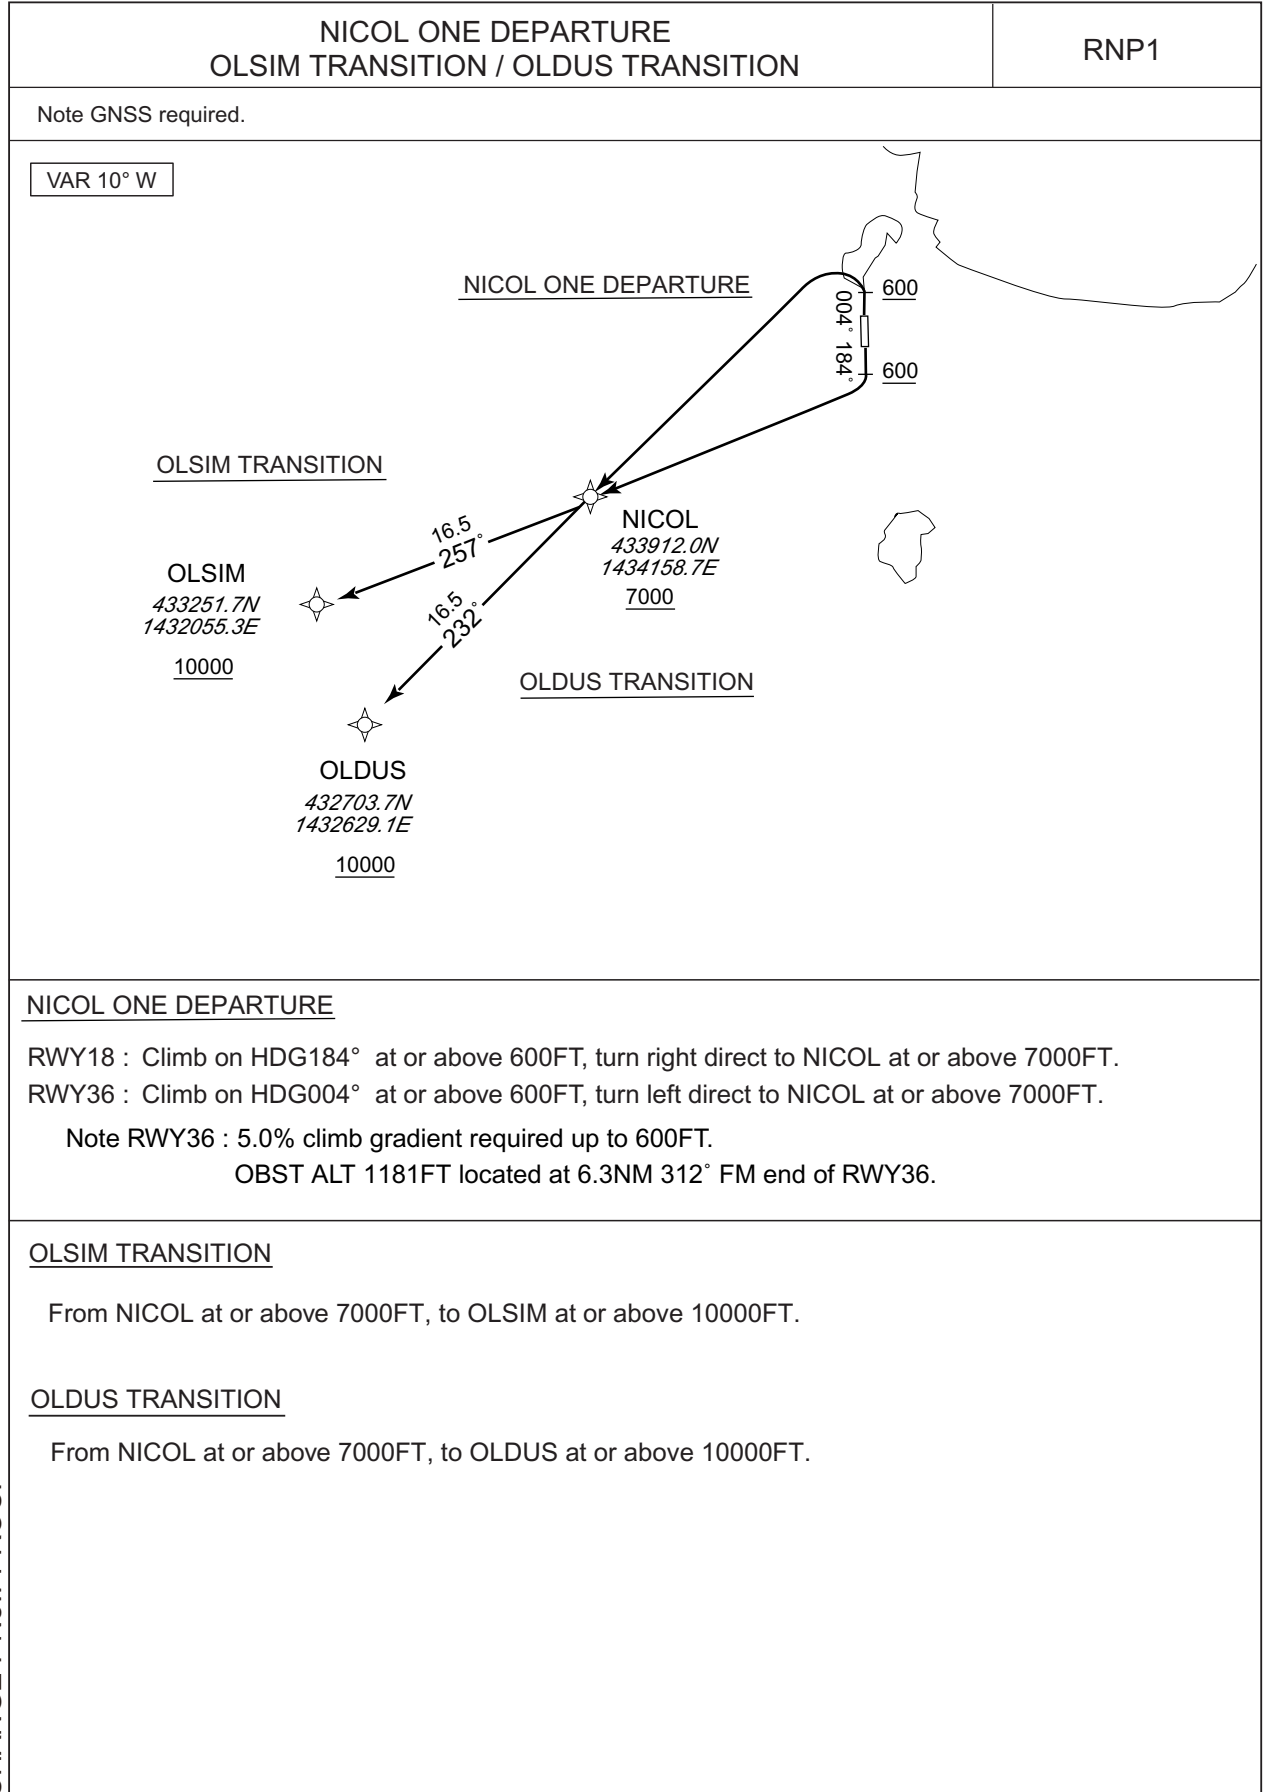 NICOL ONE DEPARTURE
OLSIM TRANSITION / OLDUS TRANSITION
RNP1
Note GNSS required.
VAR 10° W
NICOL ONE DEPARTURE
600
004°
184°
600
OLSIM TRANSITION
16.5
257°
NICOL
433912.0N
1434158.7E
7000
OLSIM
433251.7N
1432055.3E
10000
16.5
232°
OLDUS TRANSITION
OLDUS
432703.7N
1432629.1E
10000
NICOL ONE DEPARTURE
RWY18 : Climb on HDG184° at or above 600FT, turn right direct to NICOL at or above 7000FT.
RWY36 : Climb on HDG004° at or above 600FT, turn left direct to NICOL at or above 7000FT.
Note RWY36 : 5.0% climb gradient required up to 600FT.
OBST ALT 1181FT located at 6.3NM 312° FM end of RWY36.
OLSIM TRANSITION
From NICOL at or above 7000FT, to OLSIM at or above 10000FT.
OLDUS TRANSITION
From NICOL at or above 7000FT, to OLDUS at or above 10000FT.